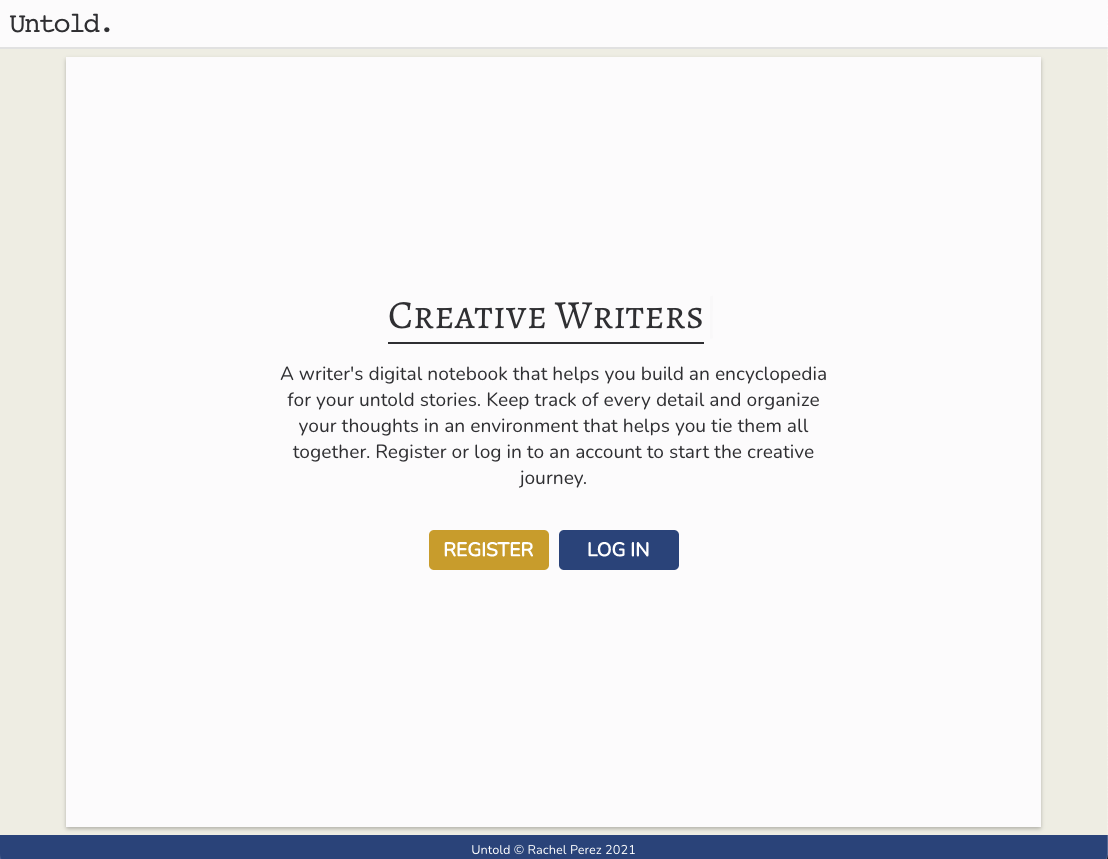 Untold.
Creative Writers
A writer's digital notebook that helps you build an encyclopedia
for your untold stories. Keep track of every detail and organize
your thoughts in an environment that helps you tie them all
together. Register or log in to an account to start the creative
journey.
REGISTER LOG IN
Untold © Rachel Perez 2021